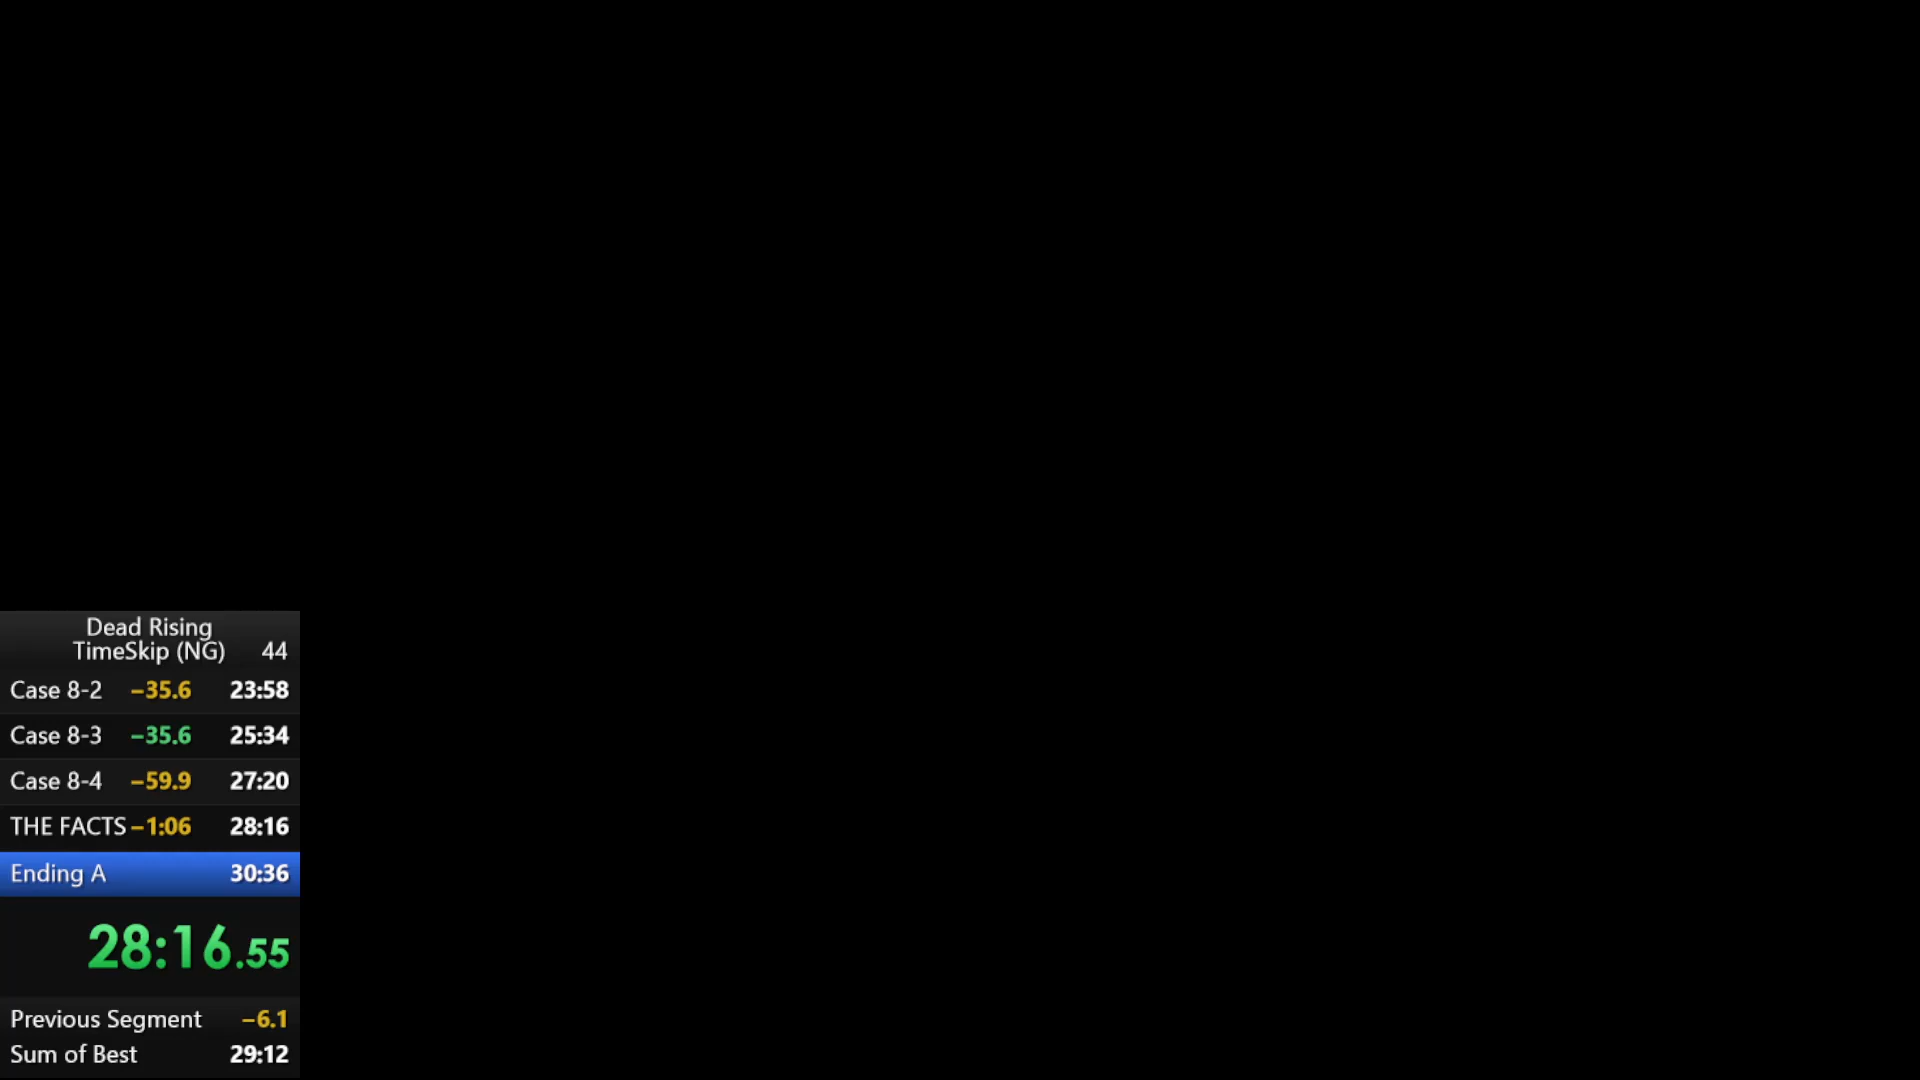 Dead Rising
TimeSkip (NG) 44
Case 8-2 −35.6 23:58
Case 8-3 −35.6 25:34
Case 8-4 −59.9 27:20
THE FACTS −1:06 28:16
Ending A 30:36
28:16.55
Previous Segment −6.1
Sum of Best 29:12